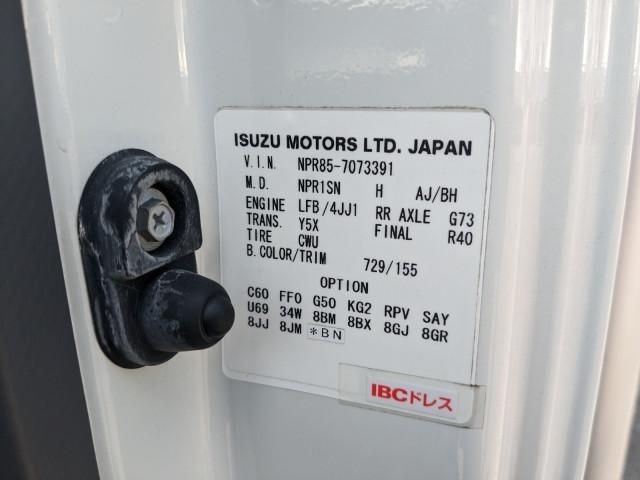 ISUZU MOTORS LTD. JAPAN
V.I.N. NPR85-7073391
M.D. NPR1SN H AJ/BH
ENGINE LFB/4JJ1 RR AXLE G73
TRANS. Y5X FINAL R40
TIRE CWU
B.COLOR/TRIM 729/155
OPTION
C60 FF0 G50 KG2 RPV SAY
U69 34W 8BM 8BX 8GJ 8GR
8JJ 8JM *BN
IBCドレス